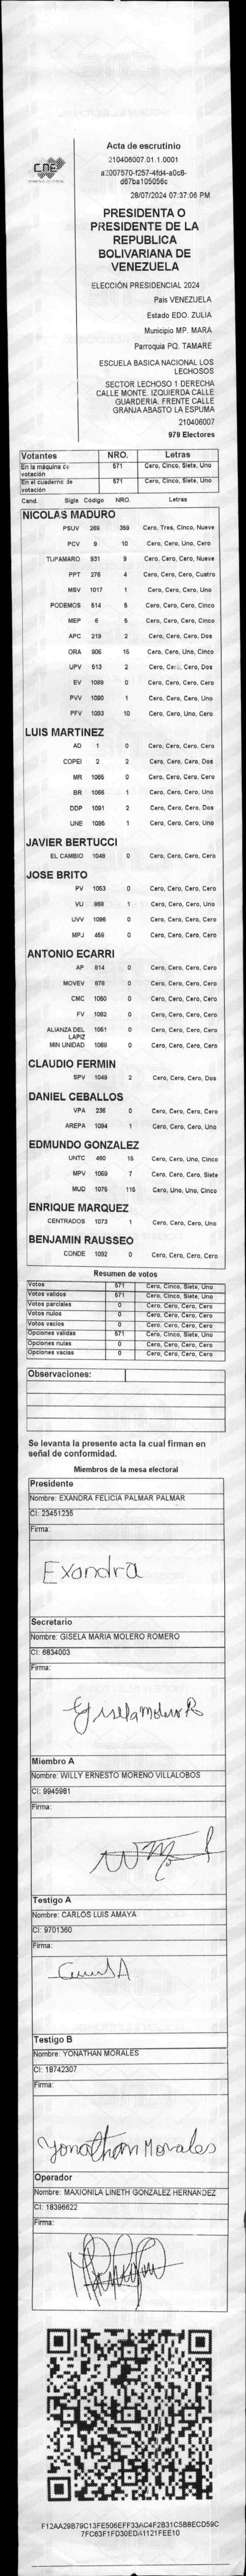 Acta de escrutinio
210406007.01.1.0001
a2007570-f257-4fd4-a0c8-
d67ba105056c
28/07/2024 07:37:06 PM
CNE
PRESIDENTA O
PRESIDENTE DE LA
REPUBLICA
BOLIVARIANA DE
VENEZUELA
ELECCIÓN PRESIDENCIAL 2024
Pais VENEZUELA
Estado EDO. ZULIA
Municipio MP. MARA
Parroquia PQ. TAMARE
ESCUELA BASICA NACIONAL LOS
LECHOSOS
SECTOR LECHOSO 1 DERECHA
CALLE MONTE. IZQUIERDA CALLE
GUARDERÍA. FRENTE CALLE
GRANJA ABASTO LA ESPUMA
210406007
979 Electores
Votantes NRO. Letras
En la máquina de votación 571 Cero, Cinco, Siete, Uno
En el cuaderno de votación 571 Cero, Cinco, Siete, Uno
Cand. Sigla Código NRO. Letras
NICOLAS MADURO
PSUV 269 359 Cero, Tres, Cinco, Nueve
PCV 9 10 Cero, Cero, Uno, Cero
TUPAMARO 931 9 Cero, Cero, Cero, Nueve
PPT 275 4 Cero, Cero, Cero, Cuatro
MSV 1017 1 Cero, Cero, Cero, Uno
PODEMOS 514 5 Cero, Cero, Cero, Cinco
MEP 6 5 Cero, Cero, Cero, Cinco
APC 219 2 Cero, Cero, Cero, Dos
ORA 906 15 Cero, Cero, Uno, Cinco
UPV 513 2 Cero, Cero, Cero, Dos
EV 1089 0 Cero, Cero, Cero, Cero
PVV 1090 1 Cero, Cero, Cero, Uno
PFV 1093 10 Cero, Cero, Uno, Cero
LUIS MARTINEZ
AD 1 0 Cero, Cero, Cero, Cero
COPEI 2 2 Cero, Cero, Cero, Dos
MR 1065 0 Cero, Cero, Cero, Cero
BR 1066 1 Cero, Cero, Cero, Uno
DDP 1091 2 Cero, Cero, Cero, Dos
UNE 1095 1 Cero, Cero, Cero, Uno
JAVIER BERTUCCI
EL CAMBIO 1048 0 Cero, Cero, Cero, Cero
JOSE BRITO
PV 1053 0 Cero, Cero, Cero, Cero
VU 868 1 Cero, Cero, Cero, Uno
UVV 1096 0 Cero, Cero, Cero, Cero
MPJ 458 0 Cero, Cero, Cero, Cero
ANTONIO ECARRI
AP 814 0 Cero, Cero, Cero, Cero
MOVEV 878 0 Cero, Cero, Cero, Cero
CMC 1050 0 Cero, Cero, Cero, Cero
FV 1062 0 Cero, Cero, Cero, Cero
ALIANZA DEL LAPIZ 1051 0 Cero, Cero, Cero, Cero
MIN UNIDAD 1068 0 Cero, Cero, Cero, Cero
CLAUDIO FERMIN
SPV 1049 2 Cero, Cero, Cero, Dos
DANIEL CEBALLOS
VPA 236 0 Cero, Cero, Cero, Cero
AREPA 1094 1 Cero, Cero, Cero, Uno
EDMUNDO GONZALEZ
UNTC 460 15 Cero, Cero, Uno, Cinco
MPV 1069 7 Cero, Cero, Cero, Siete
MUD 1075 115 Cero, Uno, Uno, Cinco
ENRIQUE MARQUEZ
CENTRADOS 1073 1 Cero, Cero, Cero, Uno
BENJAMIN RAUSSEO
CONDE 1092 0 Cero, Cero, Cero, Cero
Resumen de votos
Votos 571 Cero, Cinco, Siete, Uno
Votos validos 571 Cero, Cinco, Siete, Uno
Votos parciales 0 Cero, Cero, Cero, Cero
Votos nulos 0 Cero, Cero, Cero, Cero
Votos vacios 0 Cero, Cero, Cero, Cero
Opciones validas 571 Cero, Cinco, Siete, Uno
Opciones nulas 0 Cero, Cero, Cero, Cero
Opciones vacias 0 Cero, Cero, Cero, Cero
Observaciones:
Se levanta la presente acta la cual firman en
señal de conformidad.
Miembros de la mesa electoral
Presidente
Nombre: EXANDRA FELICIA PALMAR PALMAR
CI: 23451235
Firma:
Exandra
Secretario
Nombre: GISELA MARIA MOLERO ROMERO
CI: 6834003
Firma:
Gisela Molero R
Miembro A
Nombre: WILLY ERNESTO MORENO VILLALOBOS
CI: 9945981
Firma:
Testigo A
Nombre: CARLOS LUIS AMAYA
CI: 9701360
Firma:
Testigo B
Nombre: YONATHAN MORALES
CI: 18742307
Firma:
Yonathan Morales
Operador
Nombre: MAXIONILA LINETH GONZALEZ HERNANDEZ
CI: 18396622
Firma:
F12AA29B79C13FE506EFF33AC4F2B31C5B8ECD59C
7FC63F1FD30EDA1121FEE10